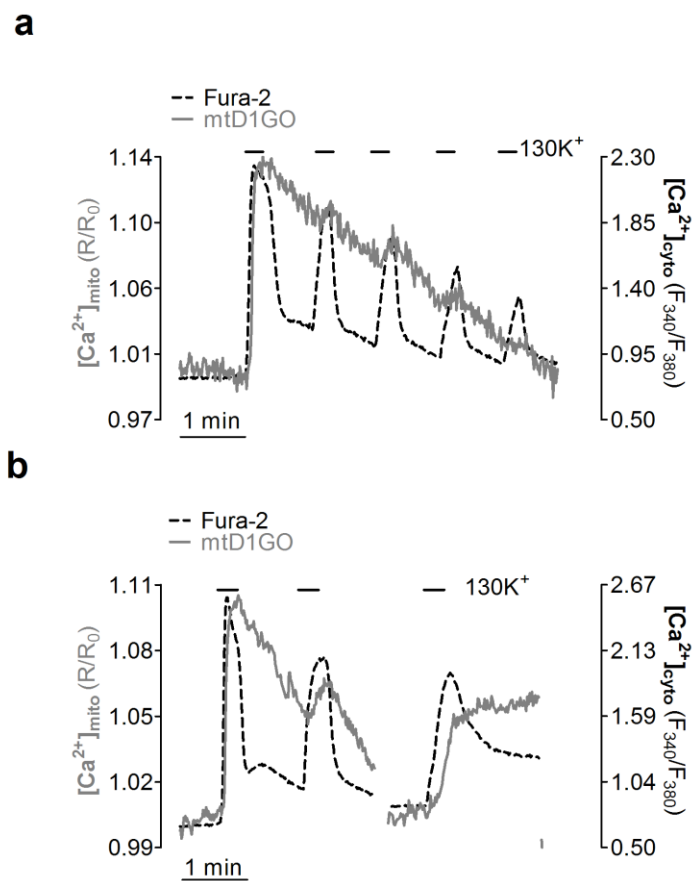 a
Fura-2
mtD1GO
130K⁺
1.14
1.10
1.06
1.01
0.97
[Ca²⁺]mito (R/R₀)
2.30
1.85
1.40
0.95
0.50
[Ca²⁺]cyto (F₃₄₀/F₃₈₀)
1 min
b
Fura-2
mtD1GO
130K⁺
1.11
1.08
1.05
1.02
0.99
[Ca²⁺]mito (R/R₀)
2.67
2.13
1.59
1.04
0.50
[Ca²⁺]cyto (F₃₄₀/F₃₈₀)
1 min